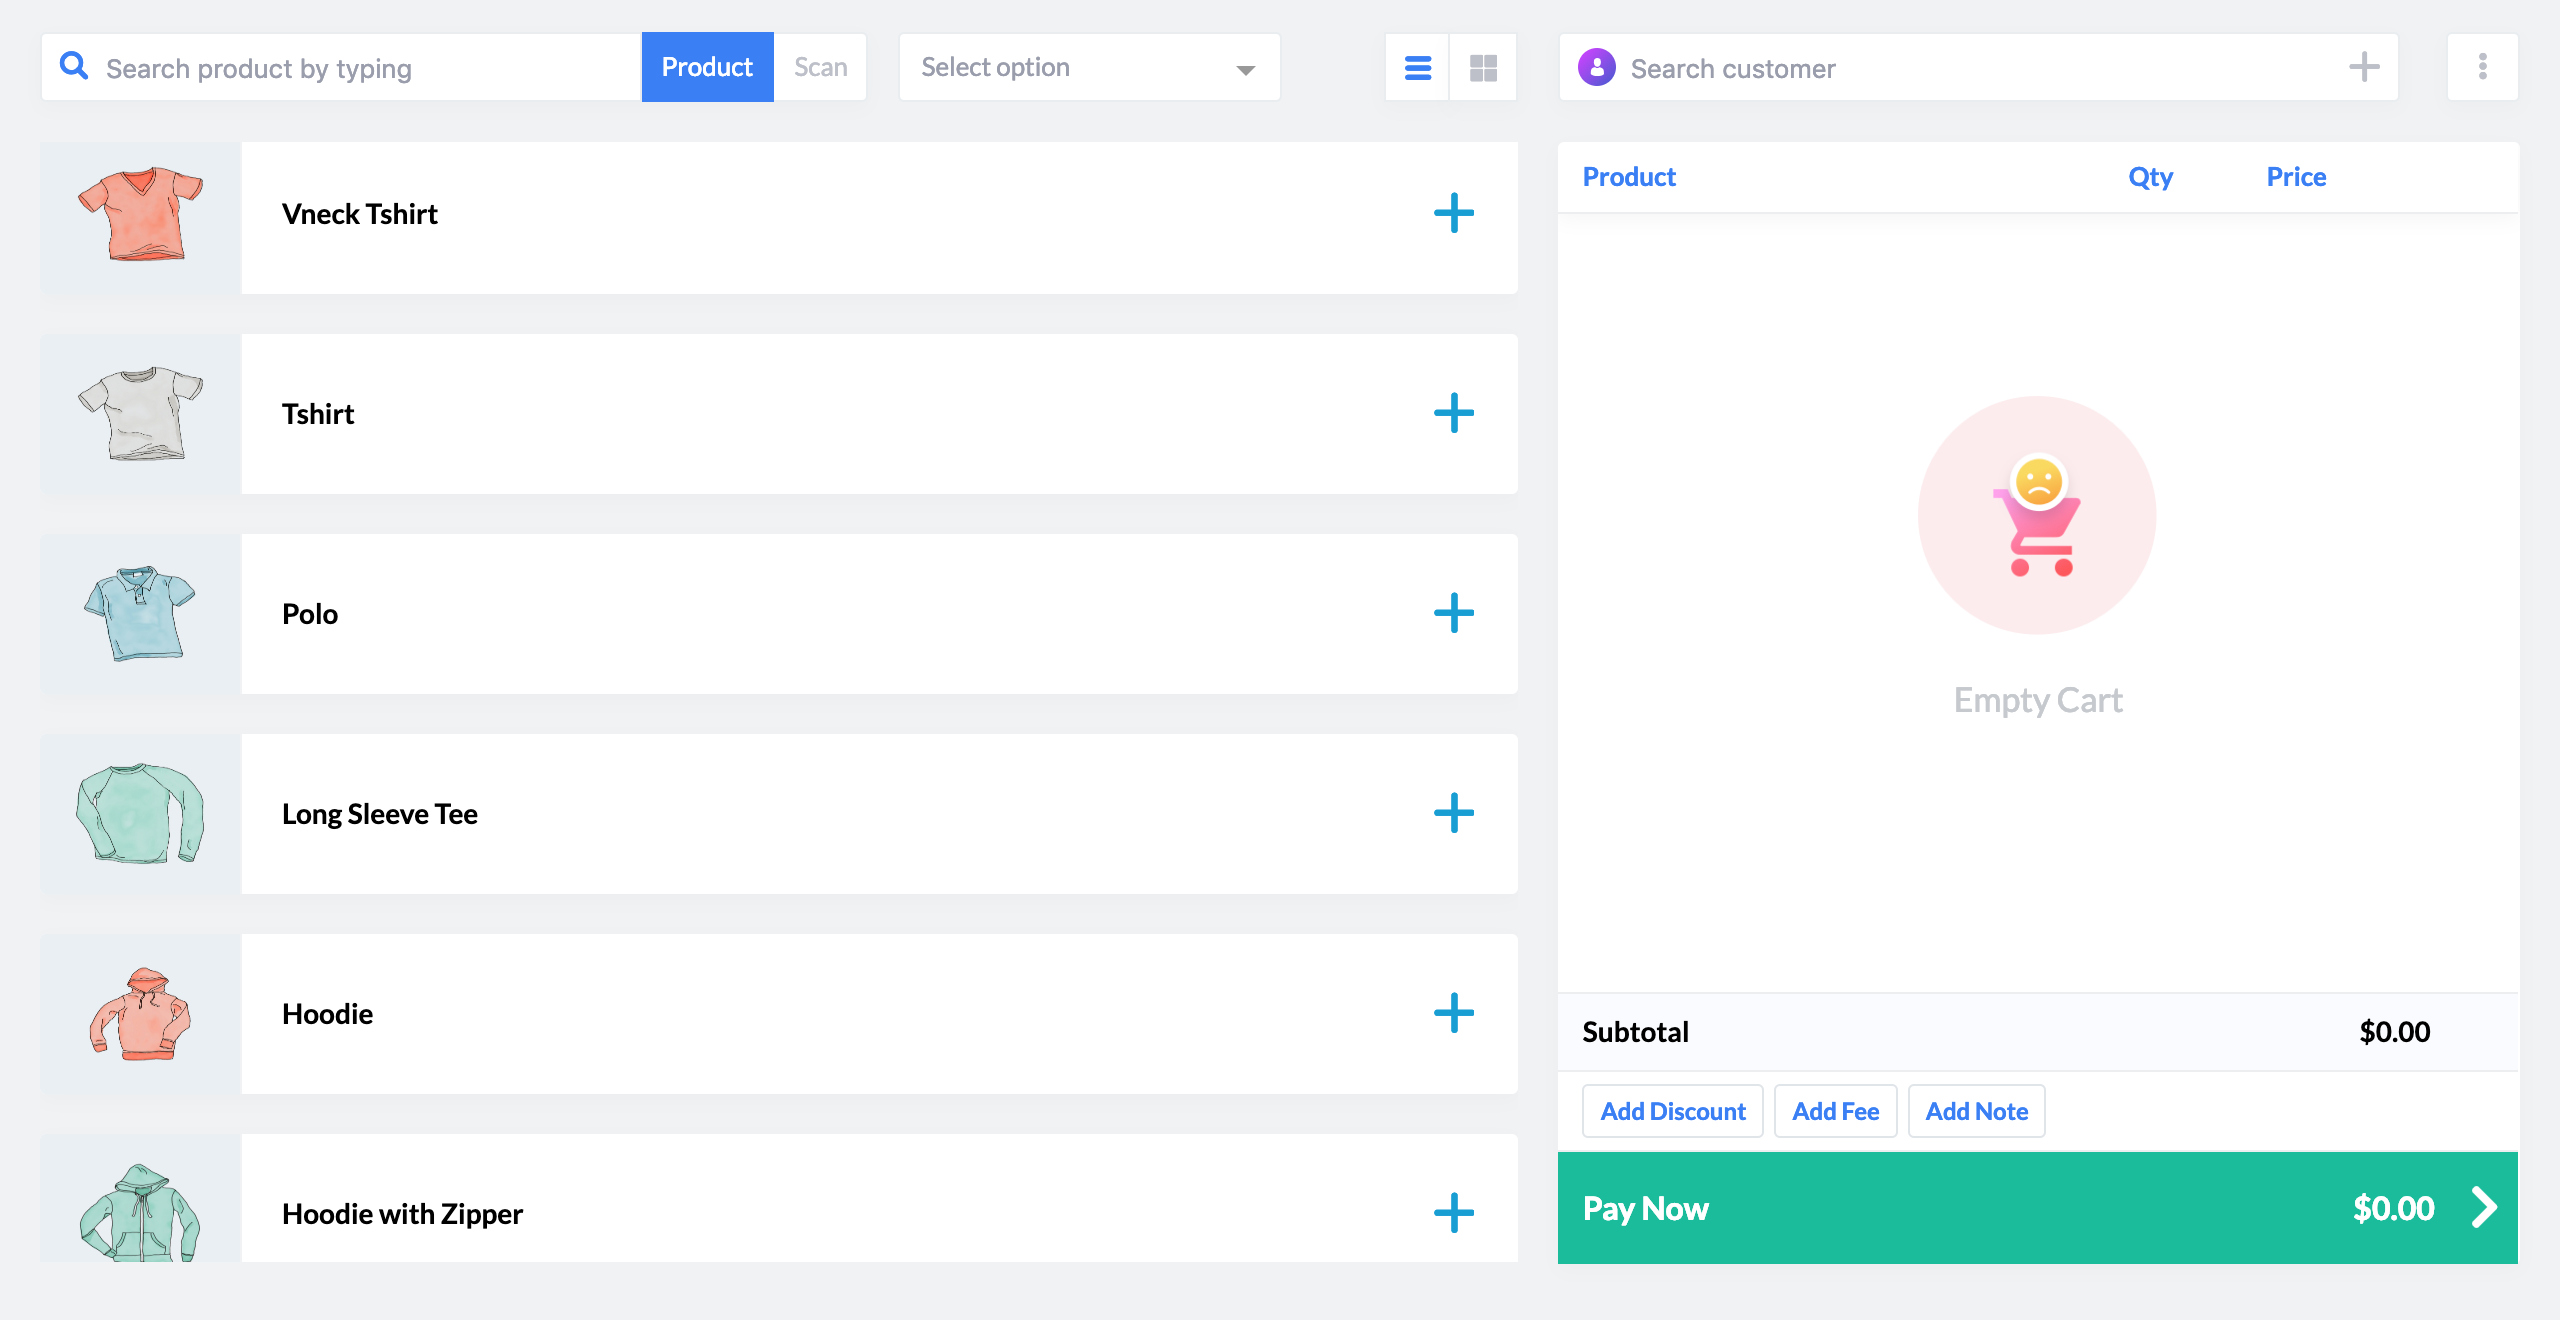 Search product by typing
Product
Scan
Select option
Search customer
Vneck Tshirt
Tshirt
Polo
Long Sleeve Tee
Hoodie
Hoodie with Zipper
Product Qty Price
Empty Cart
Subtotal $0.00
Add Discount Add Fee Add Note
Pay Now $0.00